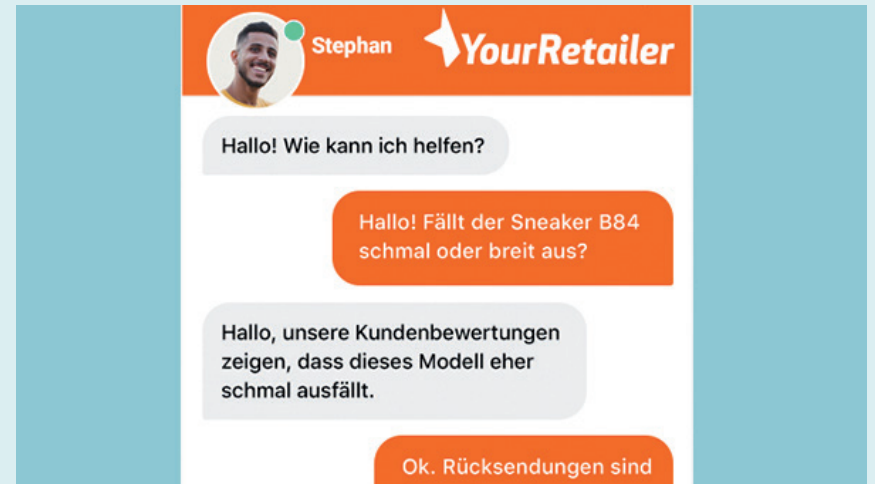 Stephan
YourRetailer
Hallo! Wie kann ich helfen?
Hallo! Fällt der Sneaker B84
schmal oder breit aus?
Hallo, unsere Kundenbewertungen
zeigen, dass dieses Modell eher
schmal ausfällt.
Ok. Rücksendungen sind